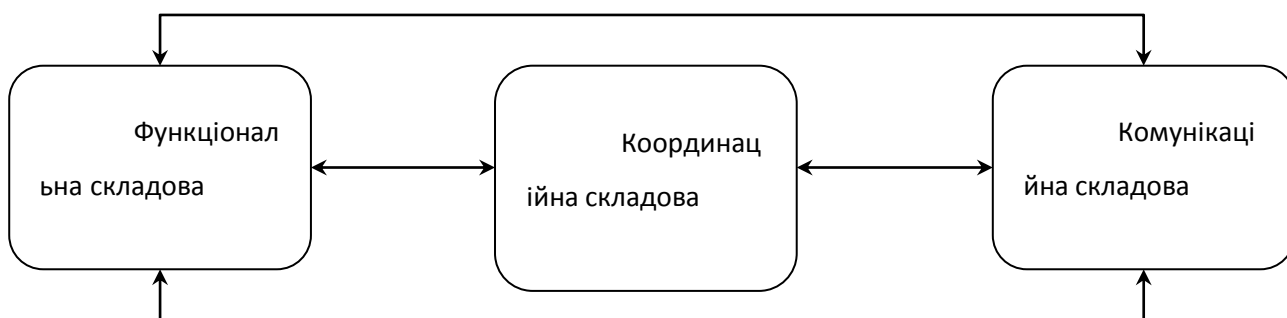 Функціонал
ьна складова
Координац
ійна складова
Комунікаці
йна складова